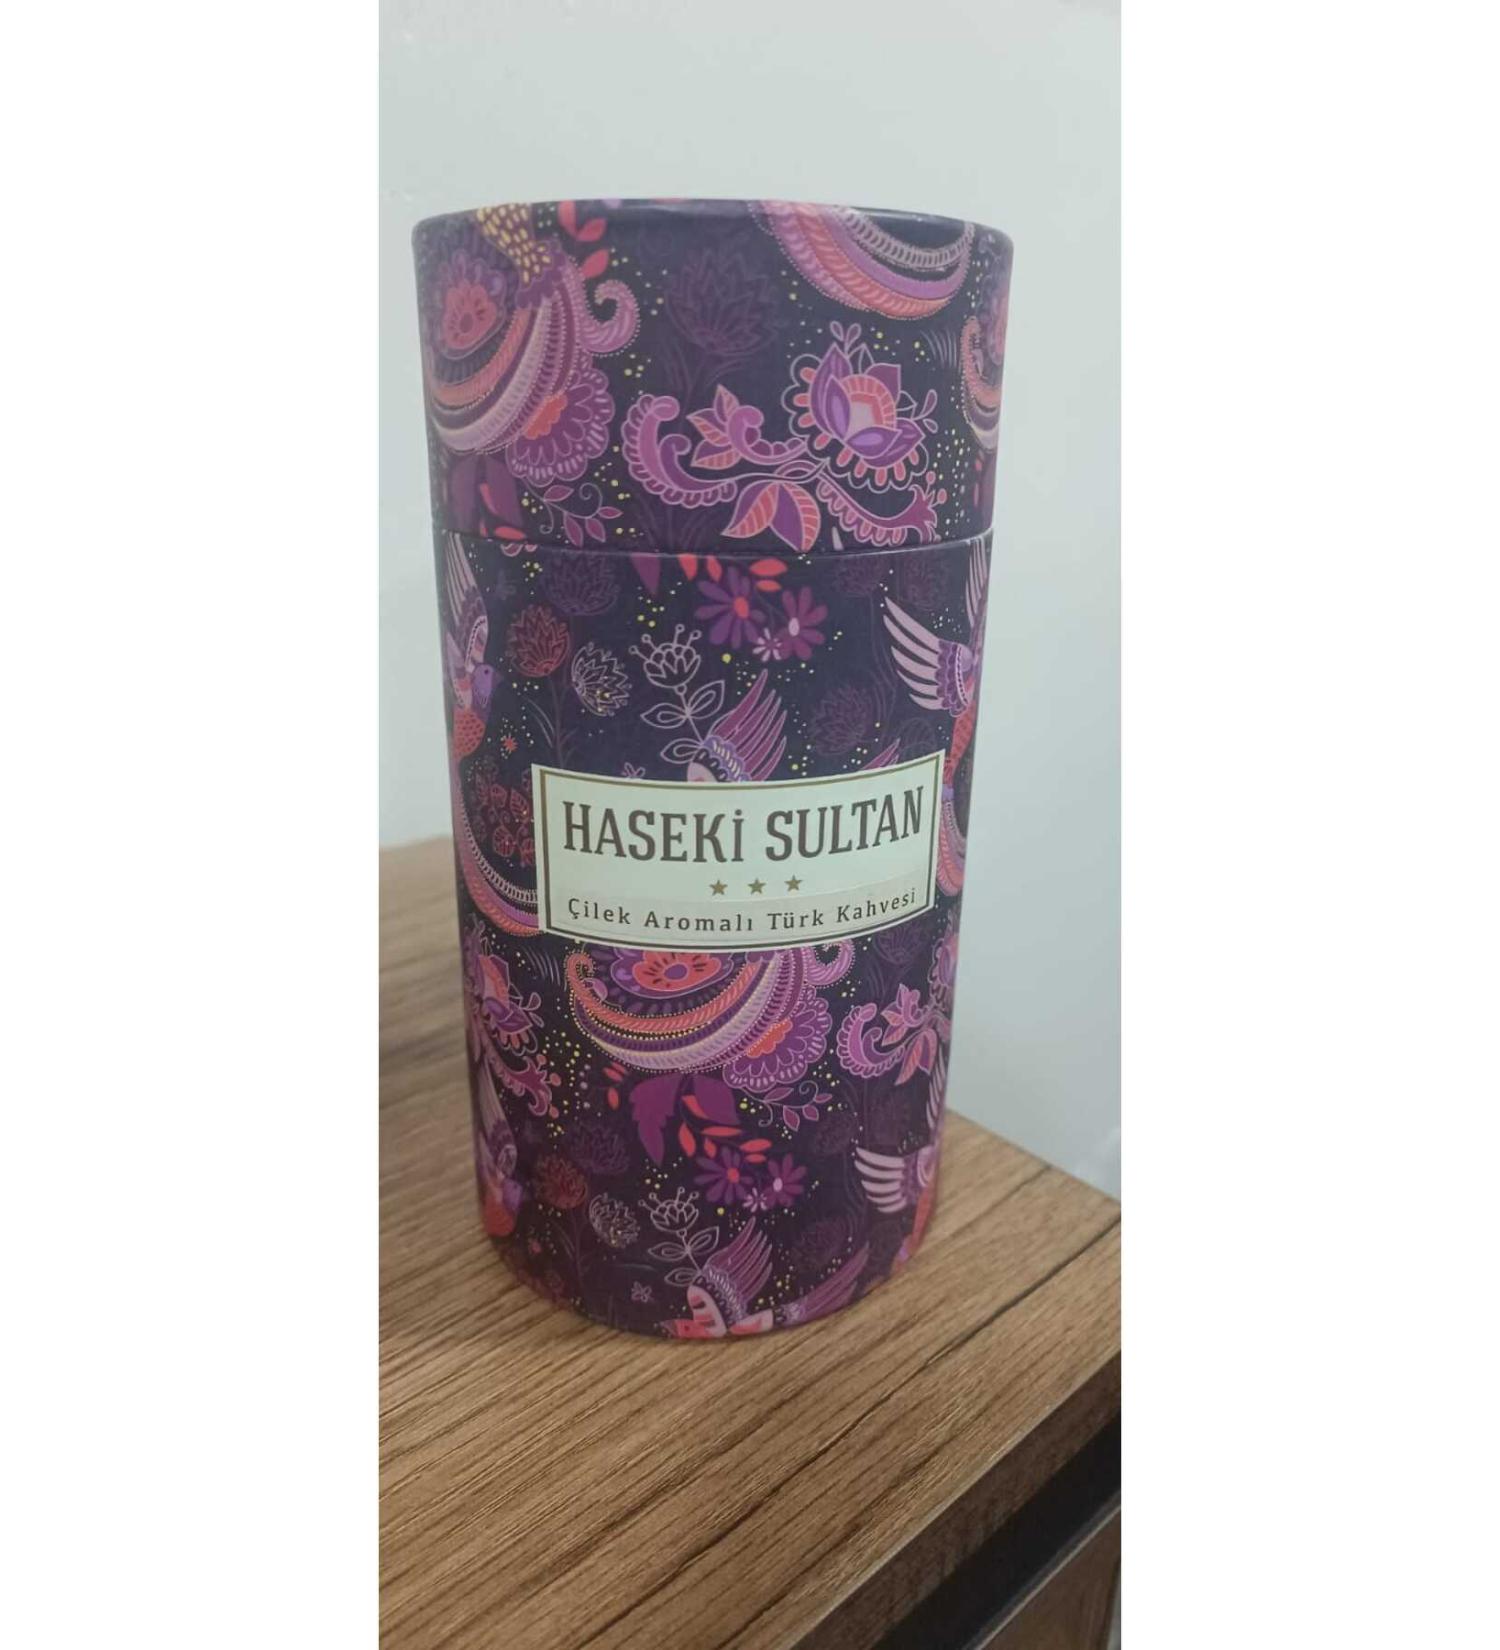 HASEKİ SULTAN
Çilek Aromalı Türk Kahvesi